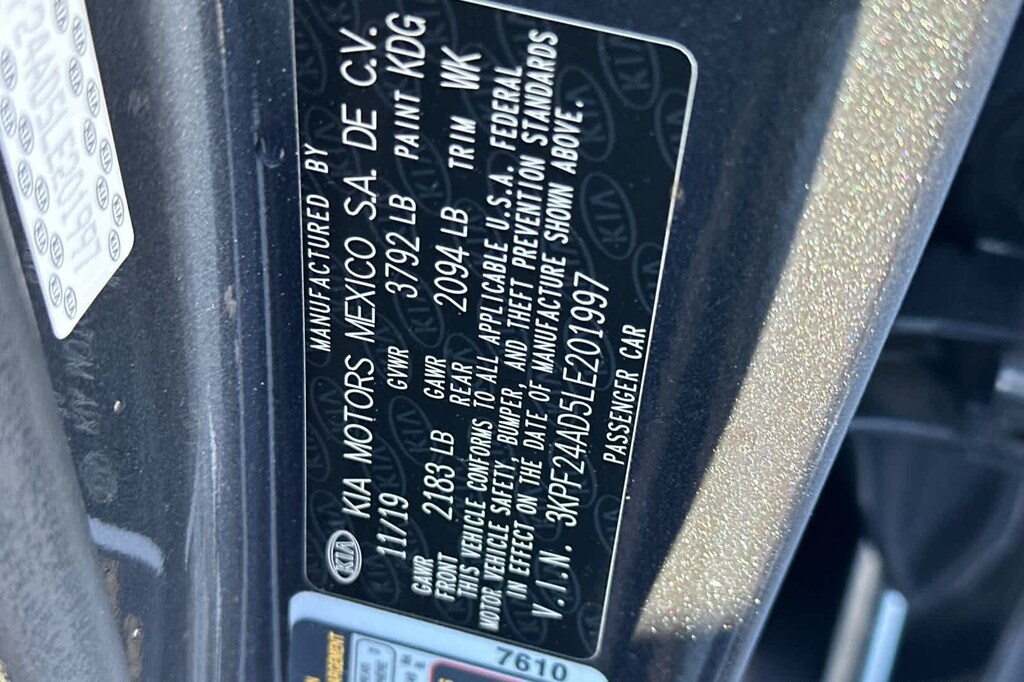 MANUFACTURED BY
KIA KIA MOTORS MEXICO S.A. DE C.V.
11/19 GVWR 3792 LB PAINT KDG
GAWR FRONT 2183 LB GAWR REAR 2094 LB TRIM WK
THIS VEHICLE CONFORMS TO ALL APPLICABLE U.S.A. FEDERAL
MOTOR VEHICLE SAFETY, BUMPER, AND THEFT PREVENTION STANDARDS
IN EFFECT ON THE DATE OF MANUFACTURE SHOWN ABOVE.
V.I.N. 3KPF24AD5LE201997
PASSENGER CAR
24AD5LE201997
7610